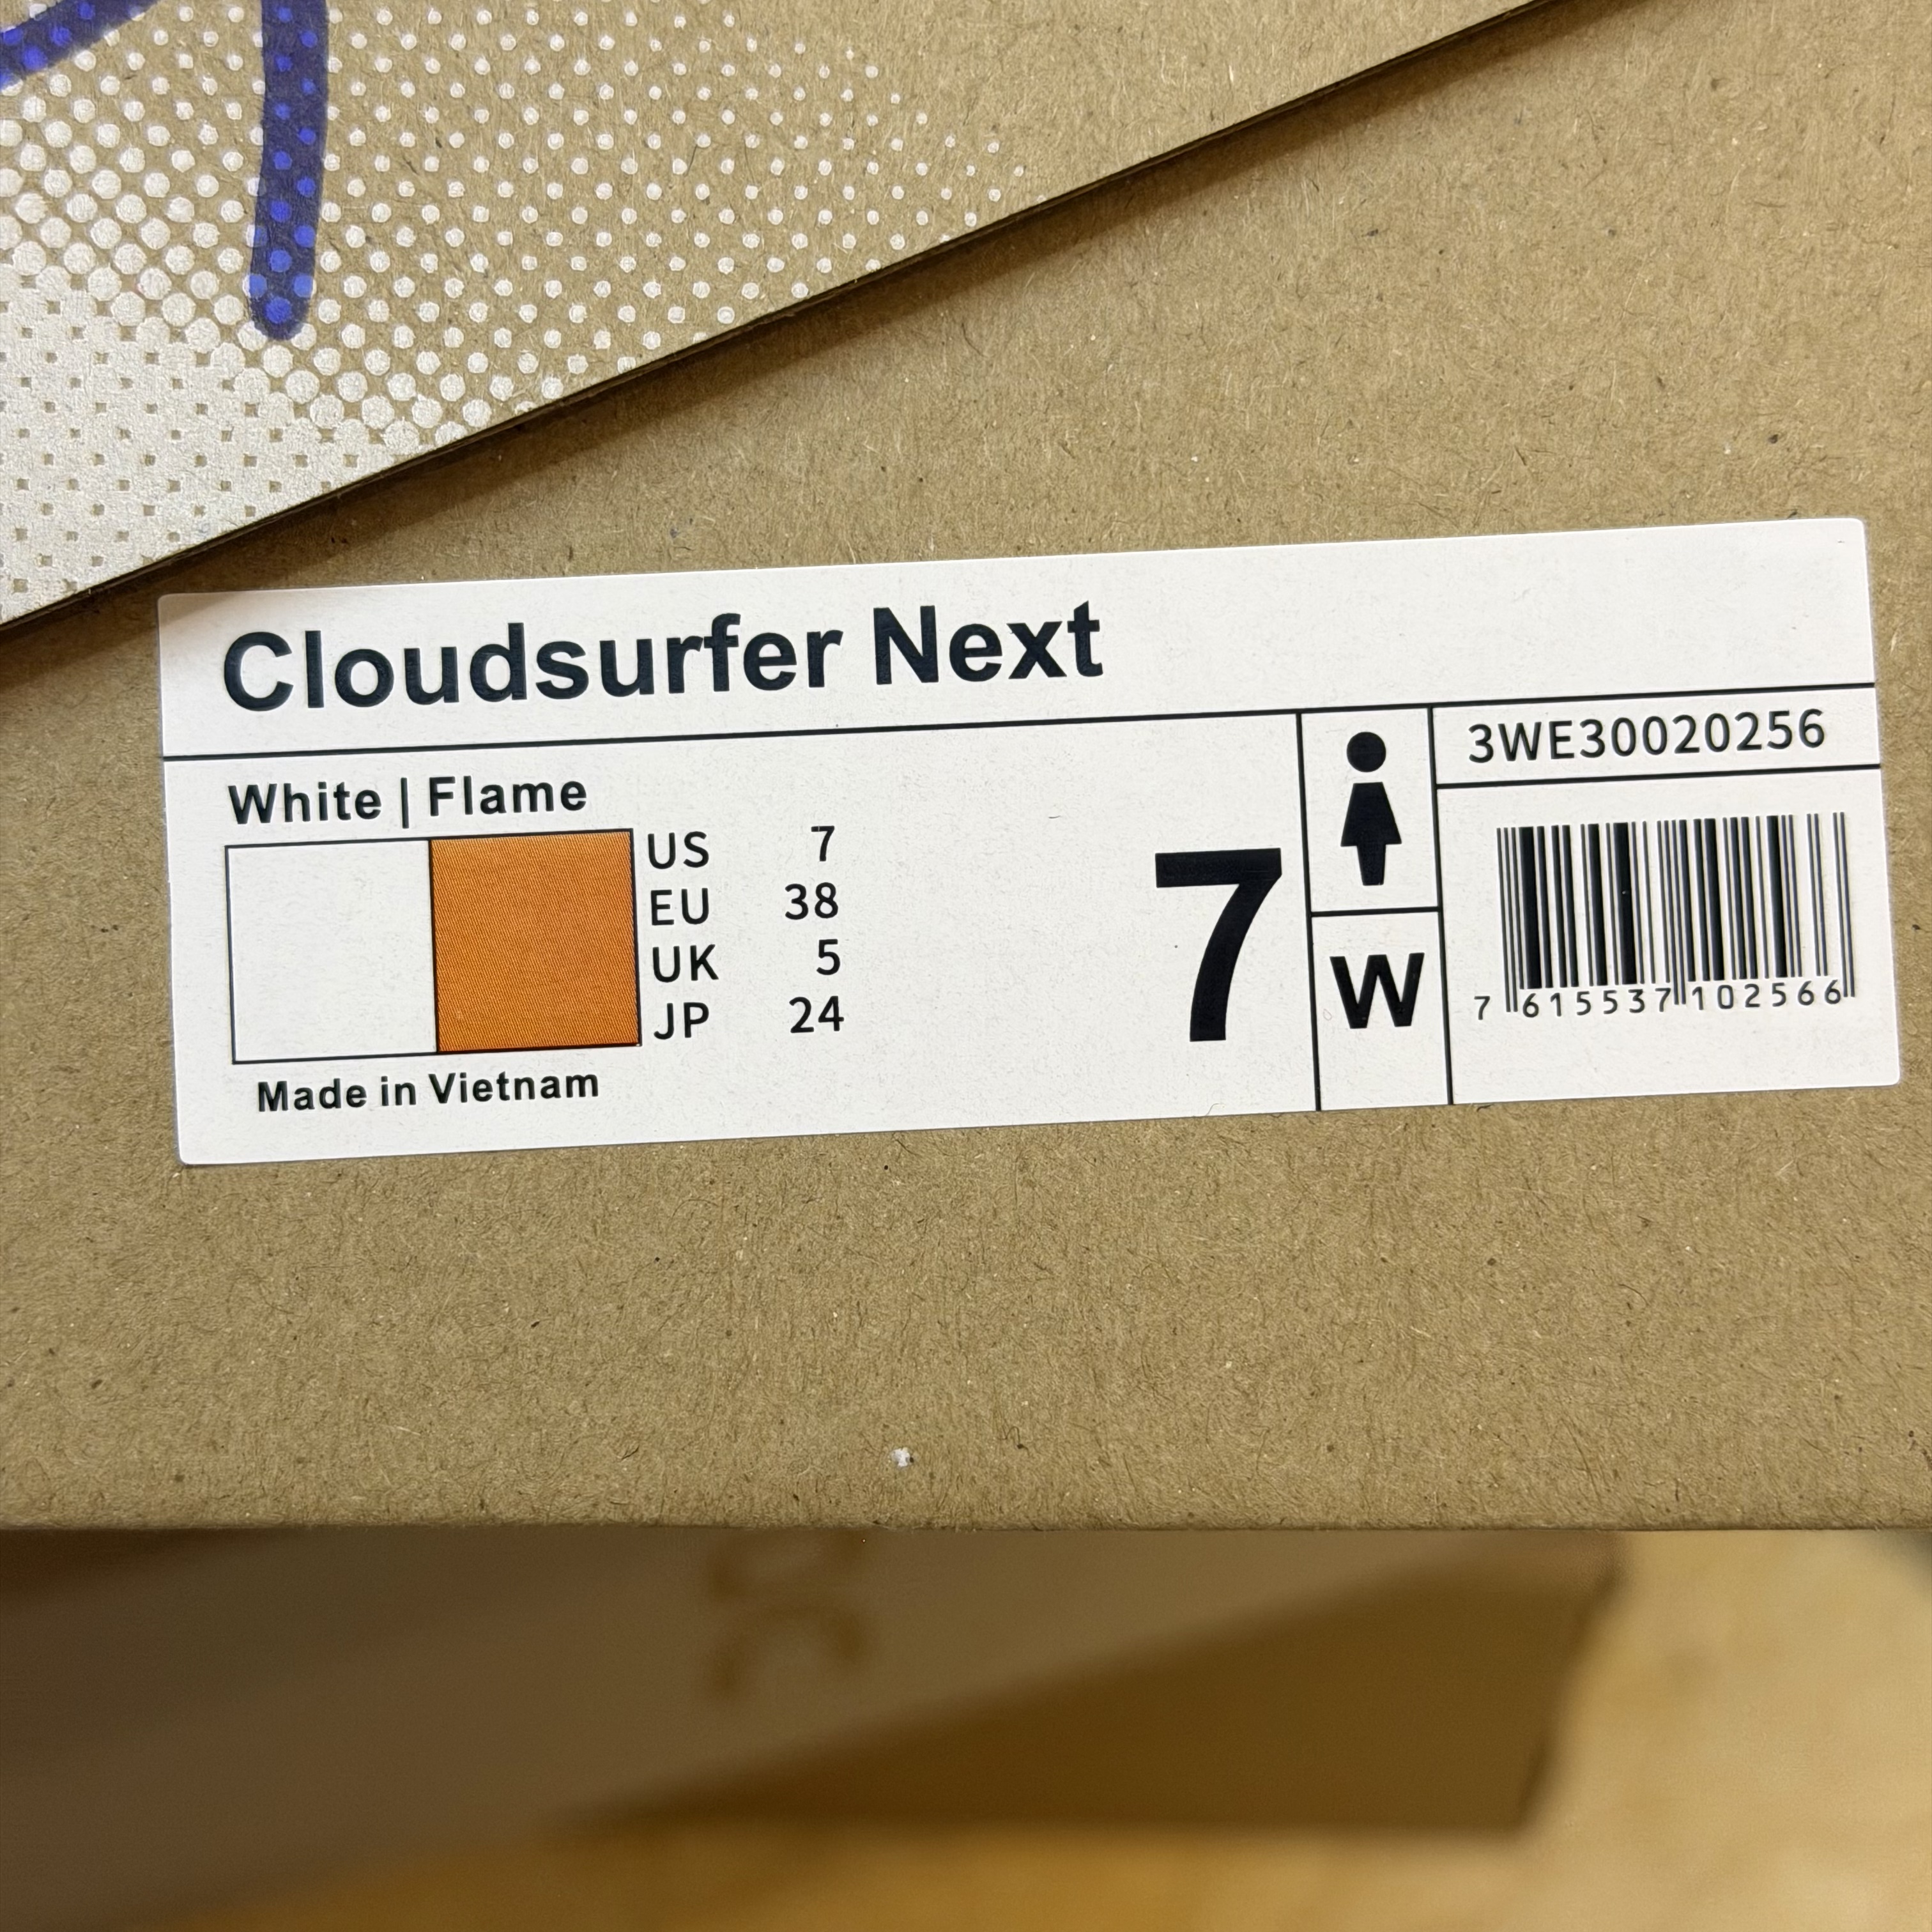 Cloudsurfer Next
White | Flame
US 7
EU 38
UK 5
JP 24
Made in Vietnam
7
W
3WE30020256
7 615537 102566